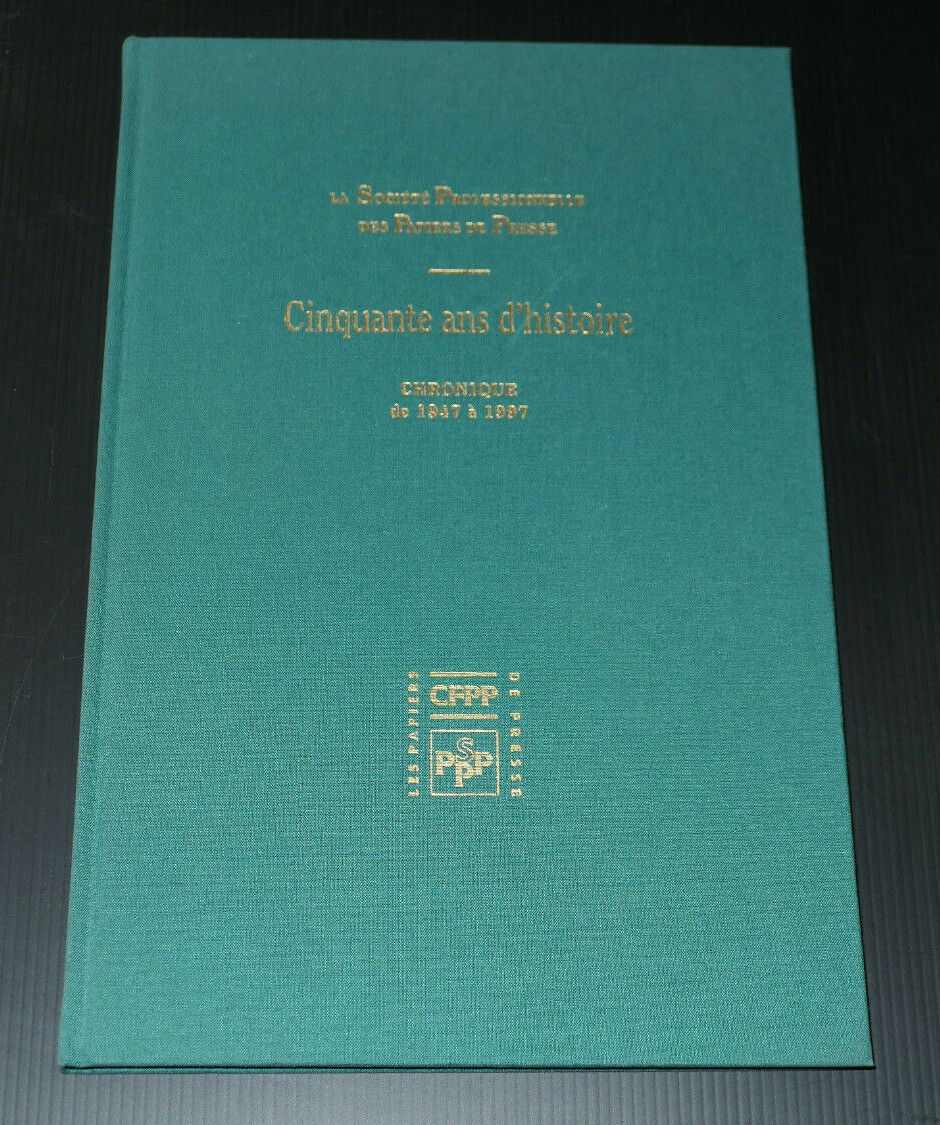 LA SOCIÉTÉ PROFESSIONNELLE
DES PAPIERS DE PRESSE
Cinquante ans d'histoire
CHRONIQUE
de 1947 à 1997
LES PAPIERS
CFPP
SPPP
DE PRESSE